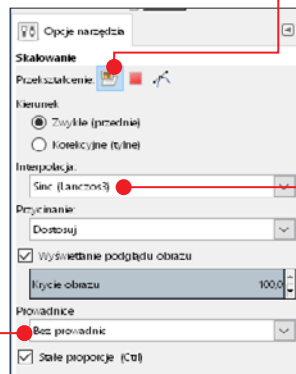 Opcje narzędzia
Skalowanie
Przekształcenie:
Kierunek
Zwykłe (przednie)
Korekcyjne (tylne)
Interpolacja:
Sinc (Lanczos3)
Przycinanie:
Dostosuj
Wyświetlanie podglądu obrazu
Krycie obrazu 100,0
Prowadnice
Bez prowadnic
Stałe proporcje (Ctrl)